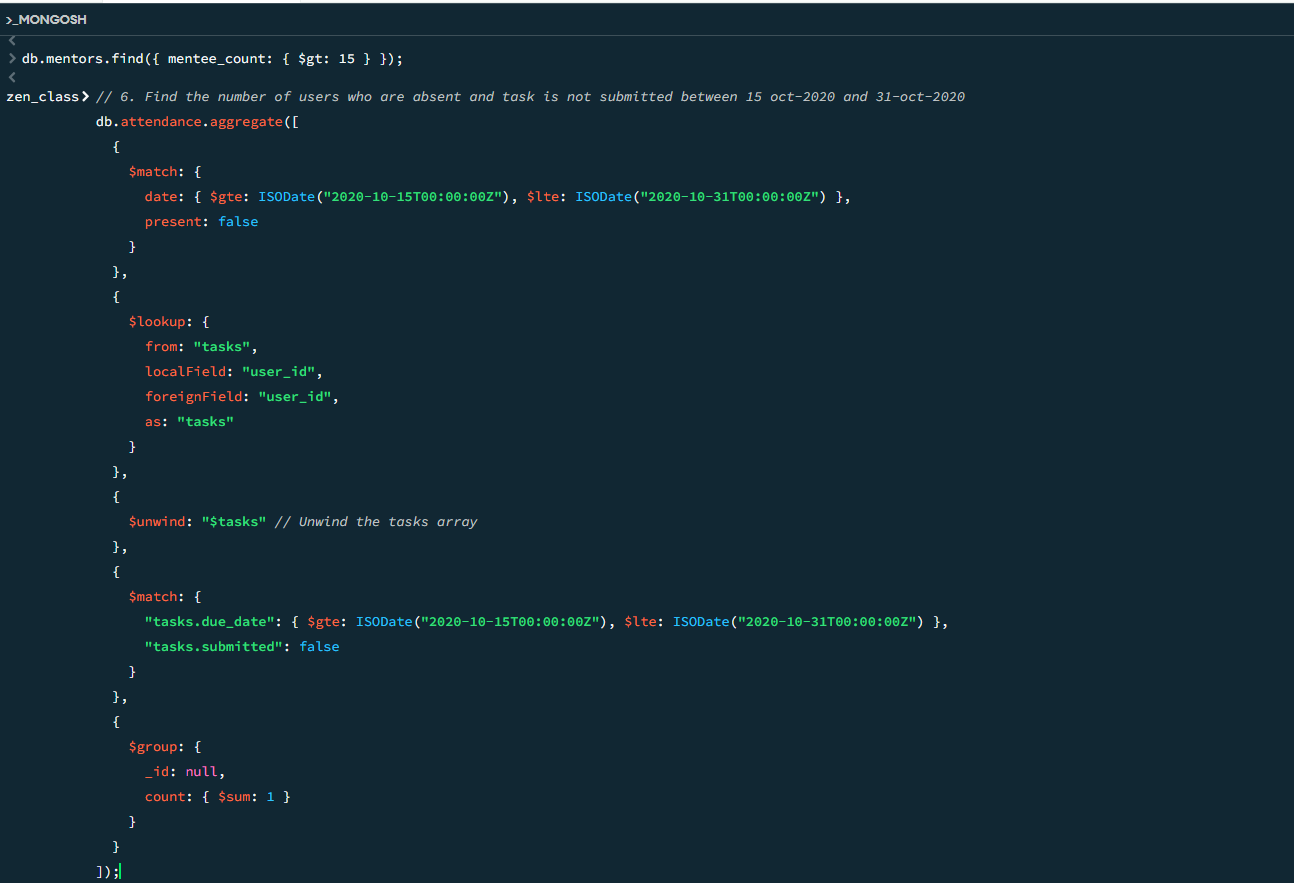 >_MONGOSH
<
> db.mentors.find({ mentee_count: { $gt: 15 } });
<
zen_class> // 6. Find the number of users who are absent and task is not submitted between 15 oct-2020 and 31-oct-2020
db.attendance.aggregate([
{
$match: {
date: { $gte: ISODate("2020-10-15T00:00:00Z"), $lte: ISODate("2020-10-31T00:00:00Z") },
present: false
}
},
{
$lookup: {
from: "tasks",
localField: "user_id",
foreignField: "user_id",
as: "tasks"
}
},
{
$unwind: "$tasks" // Unwind the tasks array
},
{
$match: {
"tasks.due_date": { $gte: ISODate("2020-10-15T00:00:00Z"), $lte: ISODate("2020-10-31T00:00:00Z") },
"tasks.submitted": false
}
},
{
$group: {
_id: null,
count: { $sum: 1 }
}
}
]);